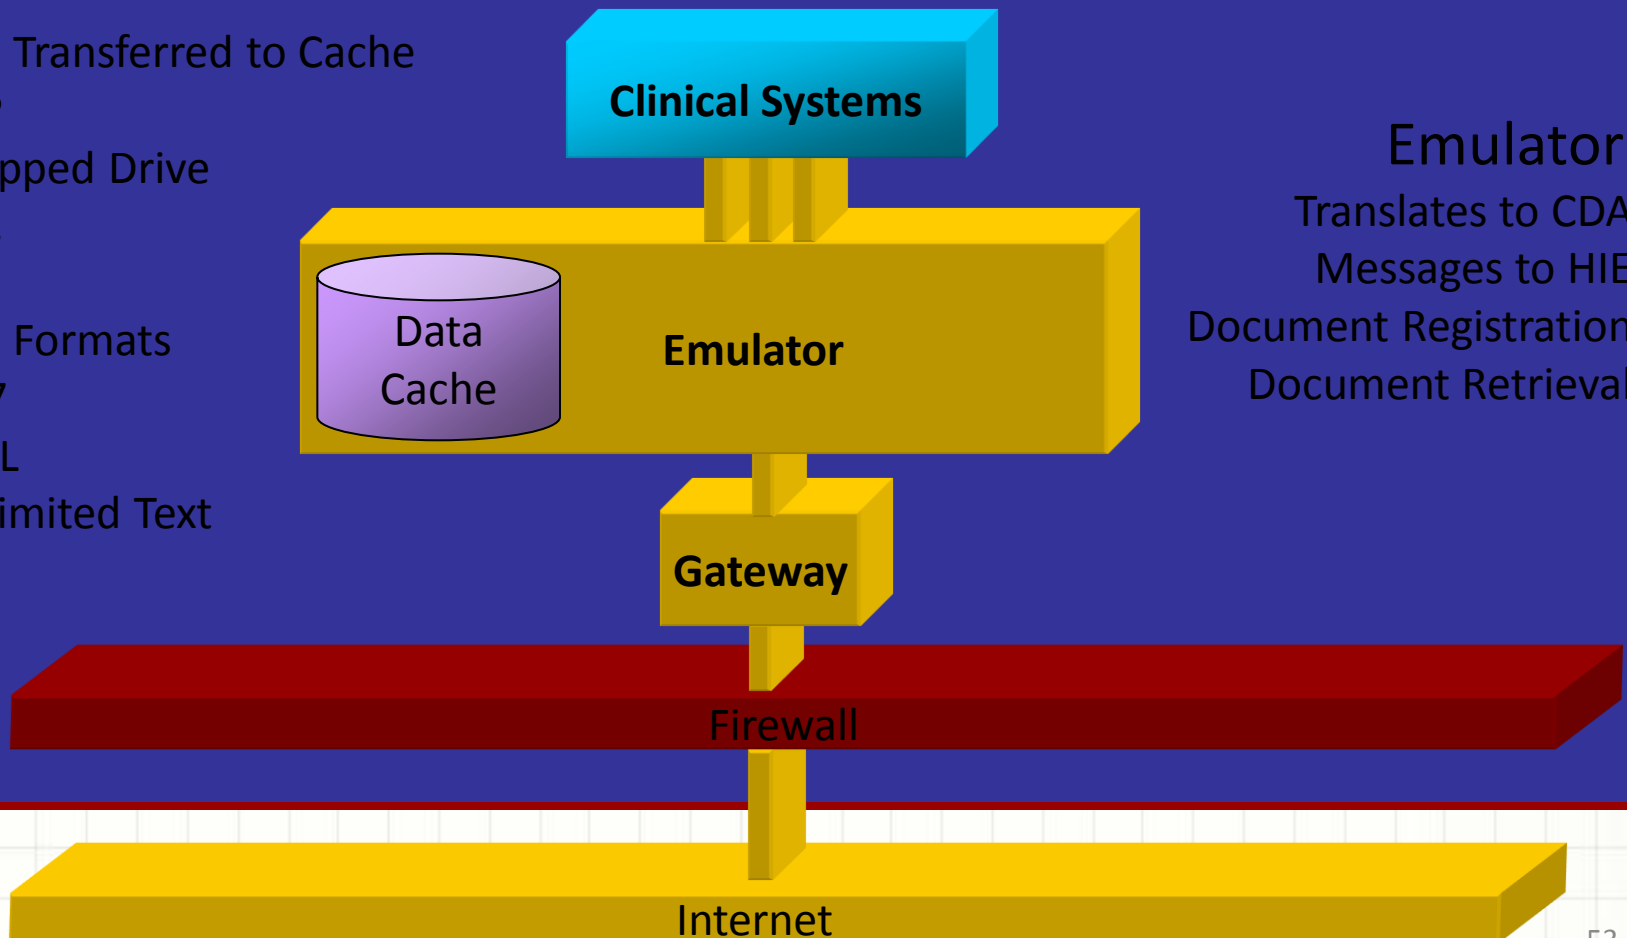 Transferred to Cache
pped Drive
Formats
7
L
imited Text
Clinical Systems
Data
Cache
Emulator
Gateway
Firewall
Internet
Emulator
Translates to CDA
Messages to HIE
Document Registration
Document Retrieval